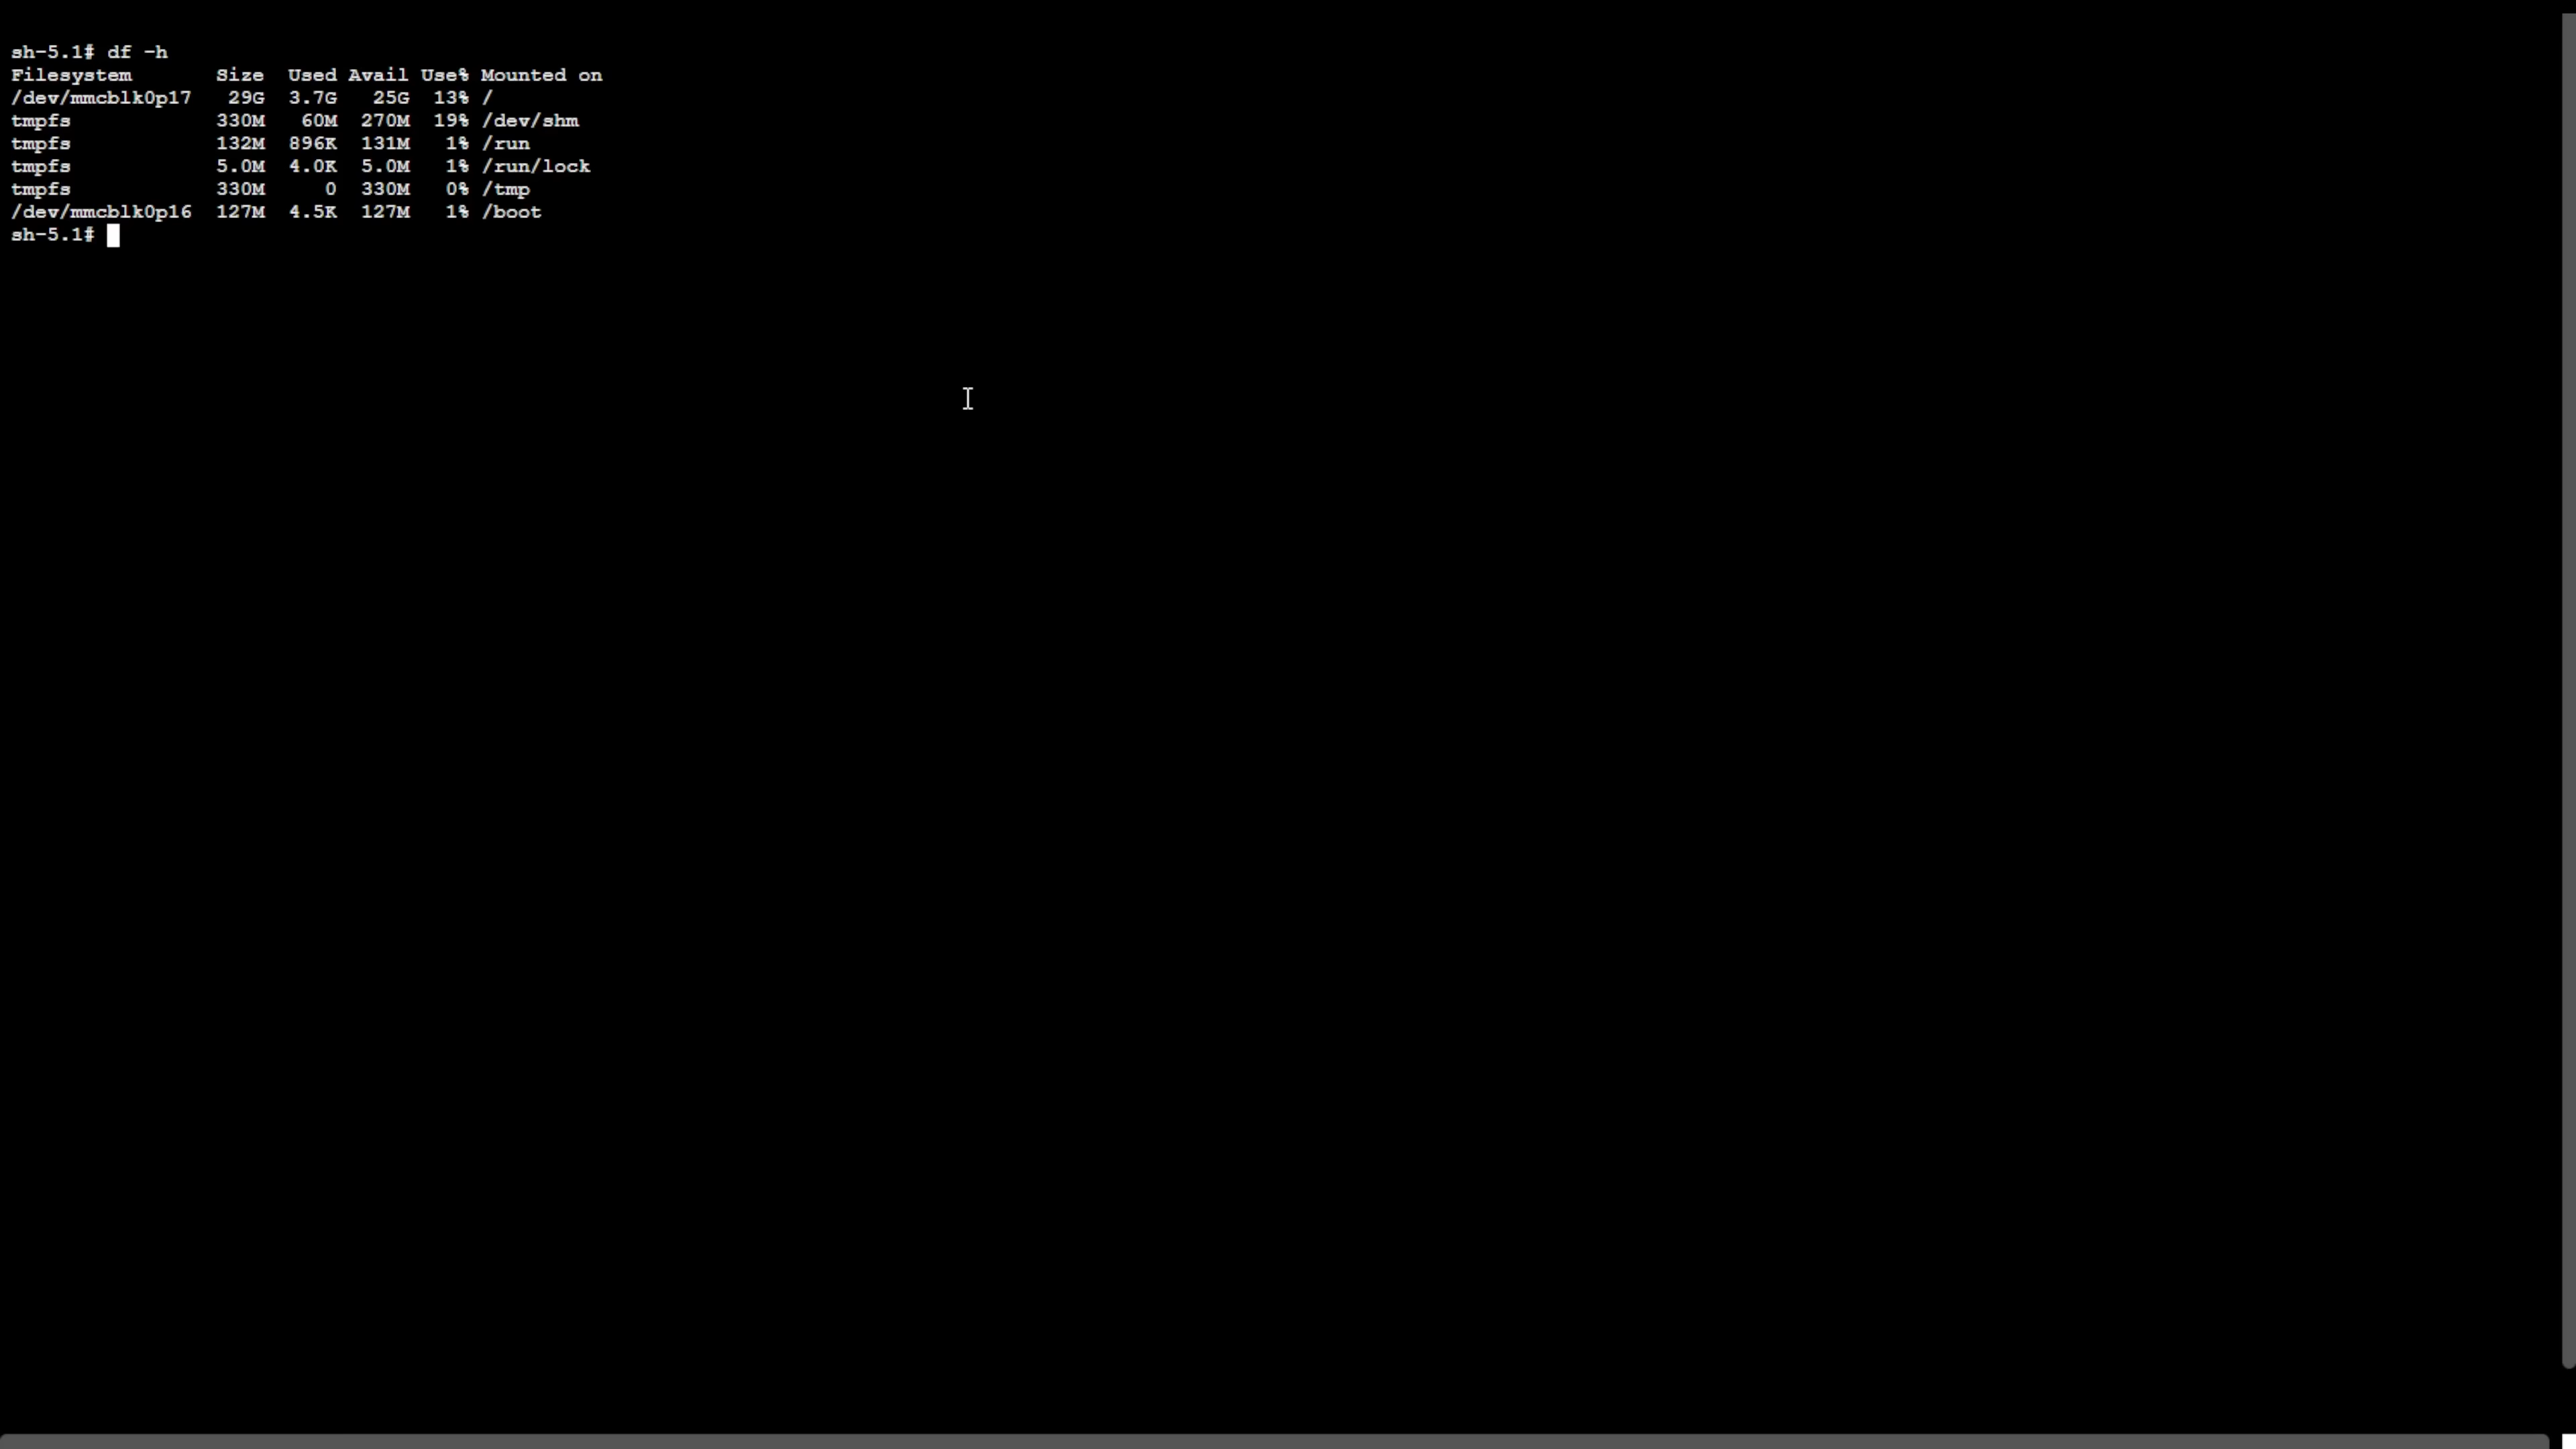 sh-5.1# df -h
Filesystem       Size  Used Avail Use% Mounted on
/dev/mmcblk0p17   29G  3.7G   25G  13% /
tmpfs            330M   60M  270M  19% /dev/shm
tmpfs            132M  896K  131M   1% /run
tmpfs            5.0M  4.0K  5.0M   1% /run/lock
tmpfs            330M     0  330M   0% /tmp
/dev/mmcblk0p16  127M  4.5K  127M   1% /boot
sh-5.1#